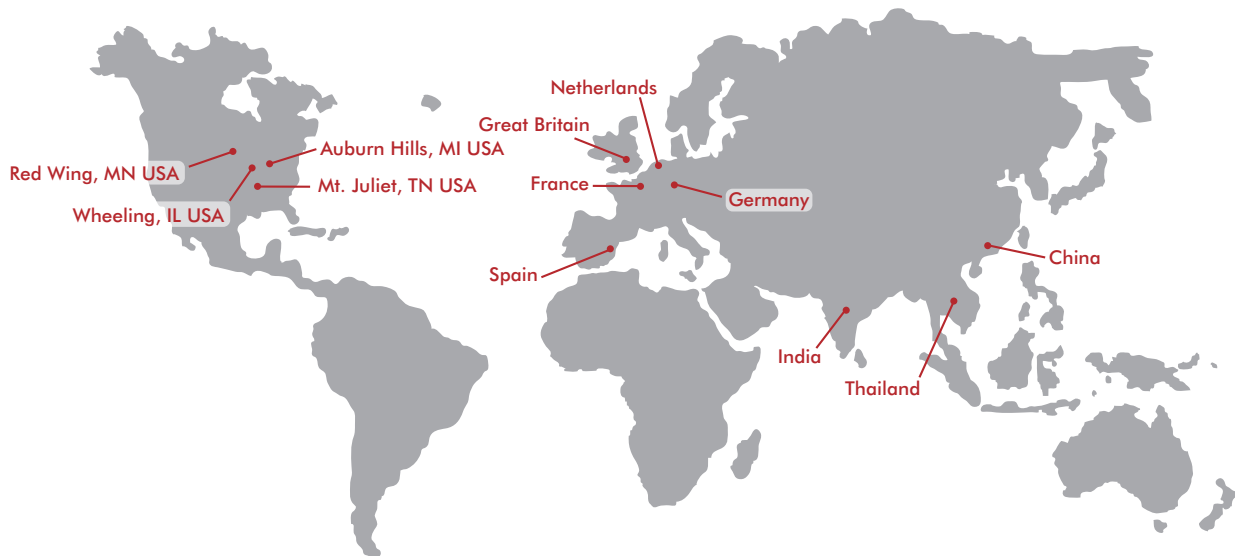 Netherlands
Great Britain
Auburn Hills, MI USA
Red Wing, MN USA
Mt. Juliet, TN USA
France
Germany
Wheeling, IL USA
China
Spain
India
Thailand